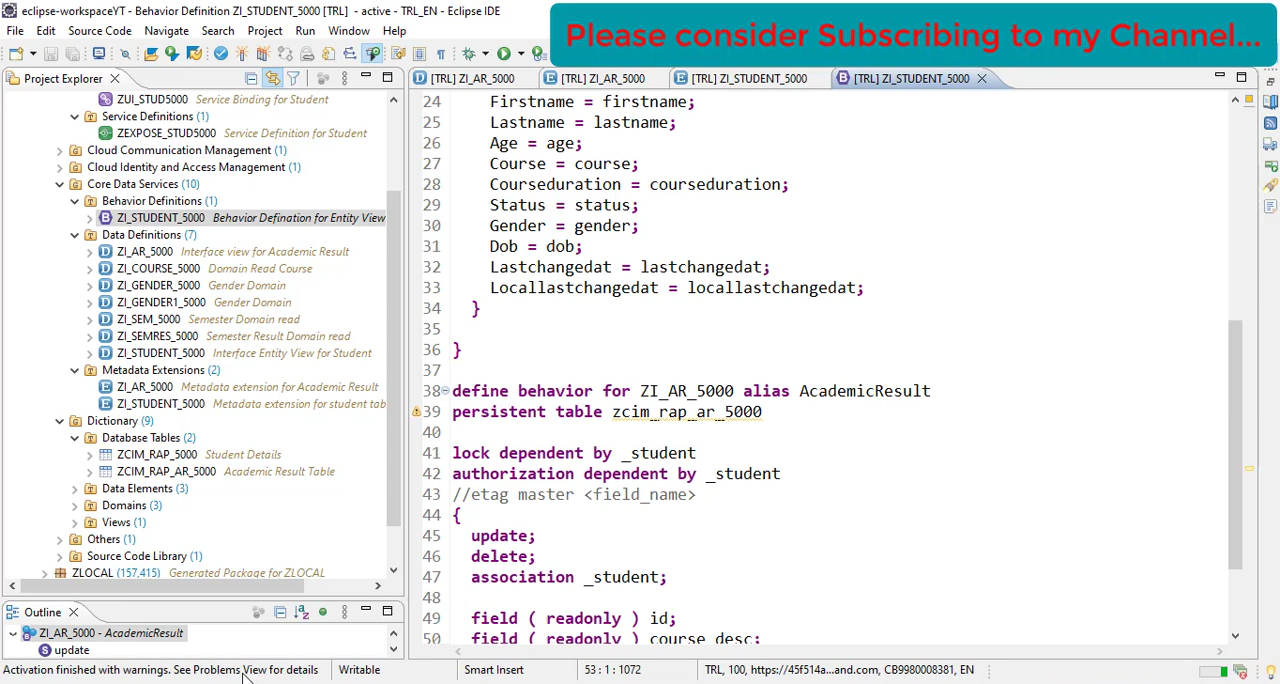 eclipse-workspaceYT - Behavior Definition ZI_STUDENT_5000 [TRL] - active - TRL_EN - Eclipse IDE
Please consider Subscribing to my Channel...
File Edit Source Code Navigate Search Project Run Window Help
Project Explorer
[TRL] ZI_AR_5000
[TRL] ZI_AR_5000
[TRL] ZI_STUDENT_5000
[TRL] ZI_STUDENT_5000
ZUI_STUD5000 Service Binding for Student
Service Definitions (1)
ZEXPOSE_STUD5000 Service Definition for Student
Cloud Communication Management (1)
Cloud Identity and Access Management (1)
Core Data Services (10)
Behavior Definitions (1)
ZI_STUDENT_5000 Behavior Defination for Entity View
Data Definitions (7)
ZI_AR_5000 Interface view for Academic Result
ZI_COURSE_5000 Domain Read Course
ZI_GENDER_5000 Gender Domain
ZI_GENDER1_5000 Gender Domain
ZI_SEM_5000 Semester Domain read
ZI_SEMRES_5000 Semester Result Domain read
ZI_STUDENT_5000 Interface Entity View for Student
Metadata Extensions (2)
ZI_AR_5000 Metadata extension for Academic Result
ZI_STUDENT_5000 Metadata extension for student tab
Dictionary (9)
Database Tables (2)
ZCIM_RAP_5000 Student Details
ZCIM_RAP_AR_5000 Academic Result Table
Data Elements (3)
Domains (3)
Views (1)
Others (1)
Source Code Library (1)
ZLOCAL (157,415) Generated Package for ZLOCAL
24 Firstname = firstname;
25 Lastname = lastname;
26 Age = age;
27 Course = course;
28 Courseduration = courseduration;
29 Status = status;
30 Gender = gender;
31 Dob = dob;
32 Lastchangedat = lastchangedat;
33 Locallastchangedat = locallastchangedat;
34 }
35
36 }
37
38 define behavior for ZI_AR_5000 alias AcademicResult
39 persistent table zcim_rap_ar_5000
40
41 lock dependent by _student
42 authorization dependent by _student
43 //etag master <field_name>
44 {
45 update;
46 delete;
47 association _student;
48
49 field ( readonly ) id;
50 field ( readonly ) course_desc;
Outline
ZI_AR_5000 - AcademicResult
update
Activation finished with warnings. See Problems View for details
Writable
Smart Insert
53 : 1 : 1072
TRL, 100, https://45f514a...and.com, CB9980008381, EN